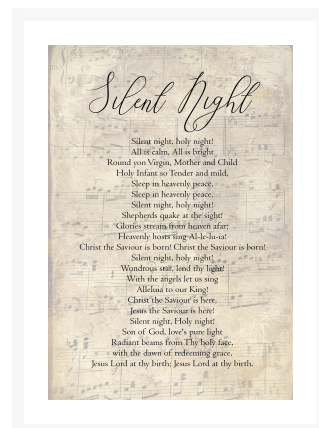 Silent Night
Silent night, holy night!
All is calm, All is bright
Round yon Virgin, Mother and Child
Holy Infant so Tender and mild,
Sleep in heavenly peace,
Sleep in heavenly peace.
Silent night, holy night!
Shepherds quake at the sight!
Glories stream from heaven afar;
Heavenly hosts sing Al-le-lu-ia!
Christ the Saviour is born! Christ the Saviour is born!
Silent night, holy night!
Wondrous star, lend thy light!
With the angels let us sing
Alleluia to our King!
Christ the Saviour is here,
Jesus the Saviour is here!
Silent night, Holy night!
Son of God, love's pure light
Radiant beams from Thy holy face,
with the dawn of redeeming grace,
Jesus Lord at thy birth; Jesus Lord at thy birth.